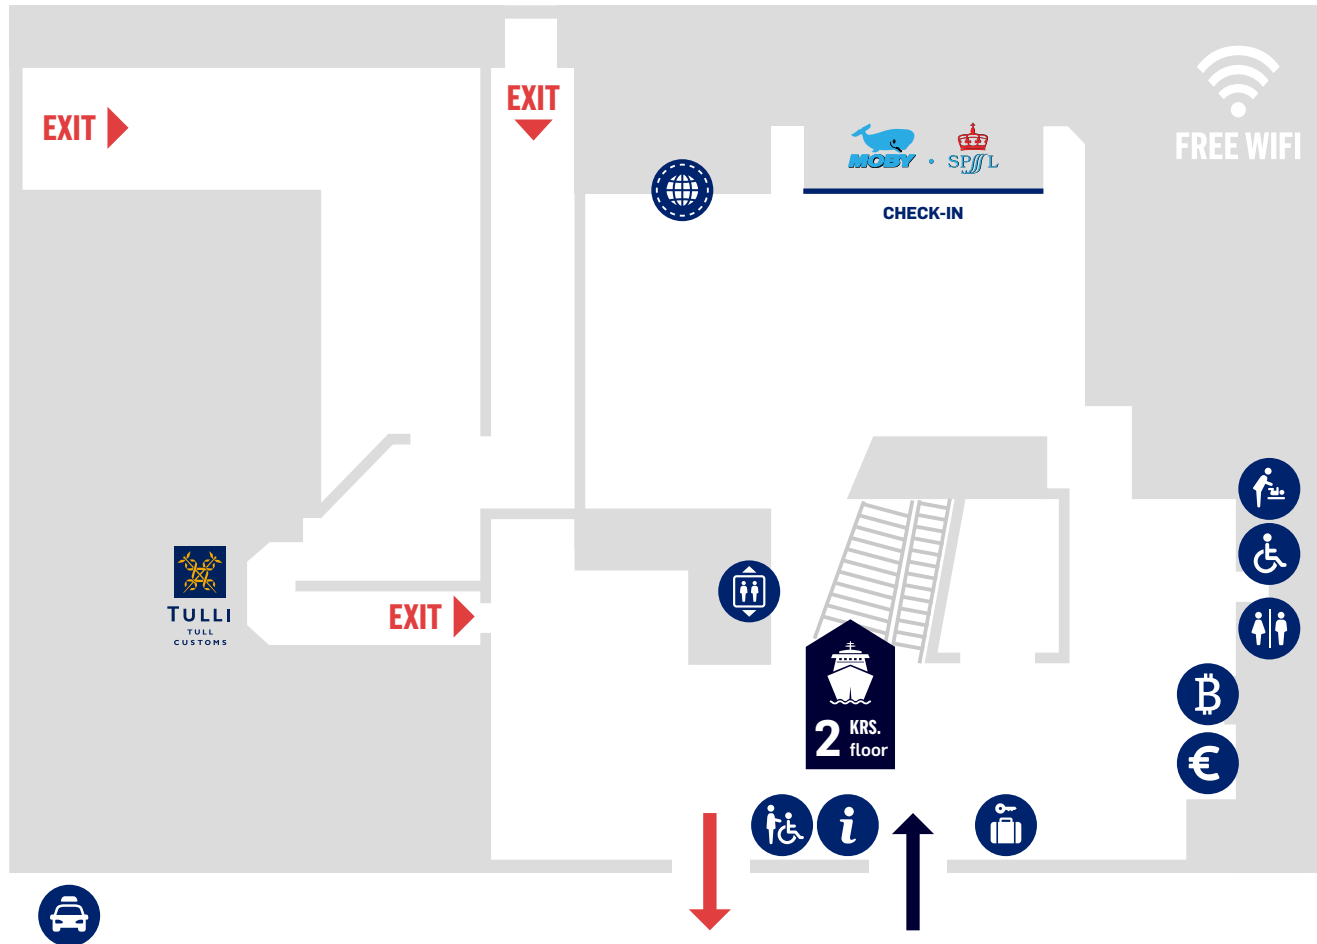 EXIT
EXIT
FREE WIFI
MOBY · SPL
CHECK-IN
TULLI
TULL
CUSTOMS
EXIT
2 KRS.
floor
₿
€
i